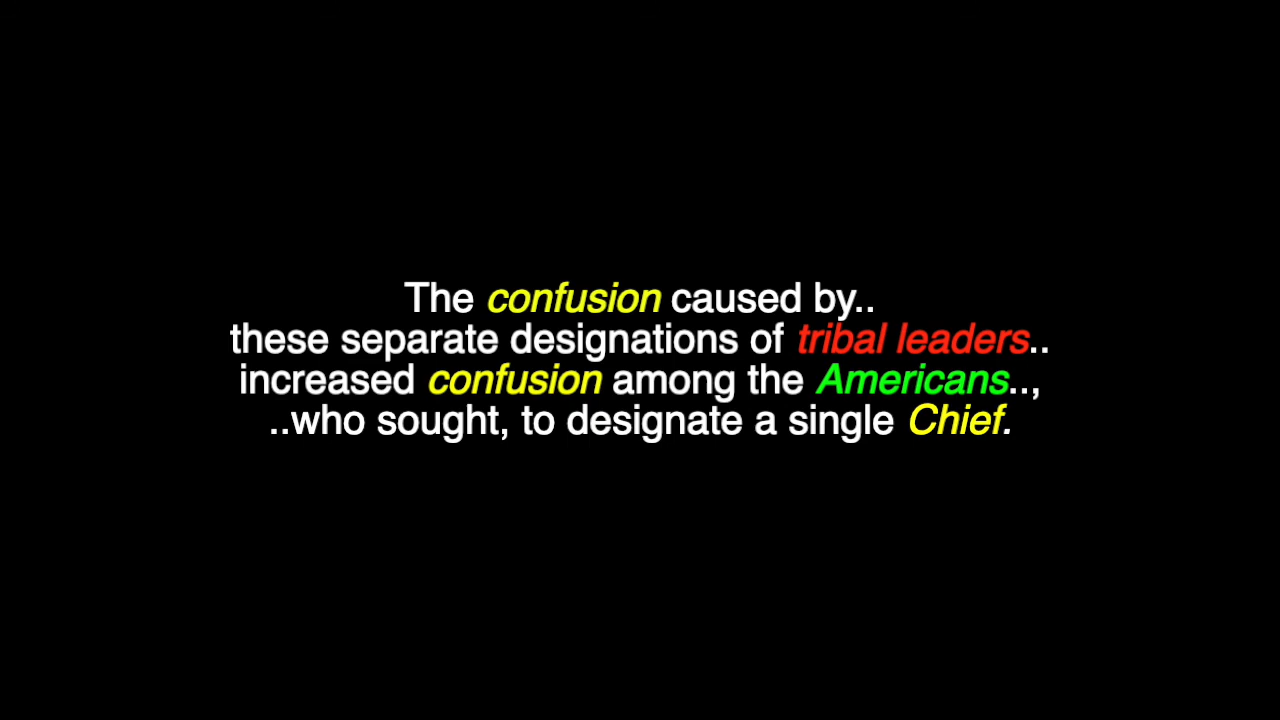 The confusion caused by..
these separate designations of tribal leaders..
increased confusion among the Americans..,
..who sought, to designate a single Chief.